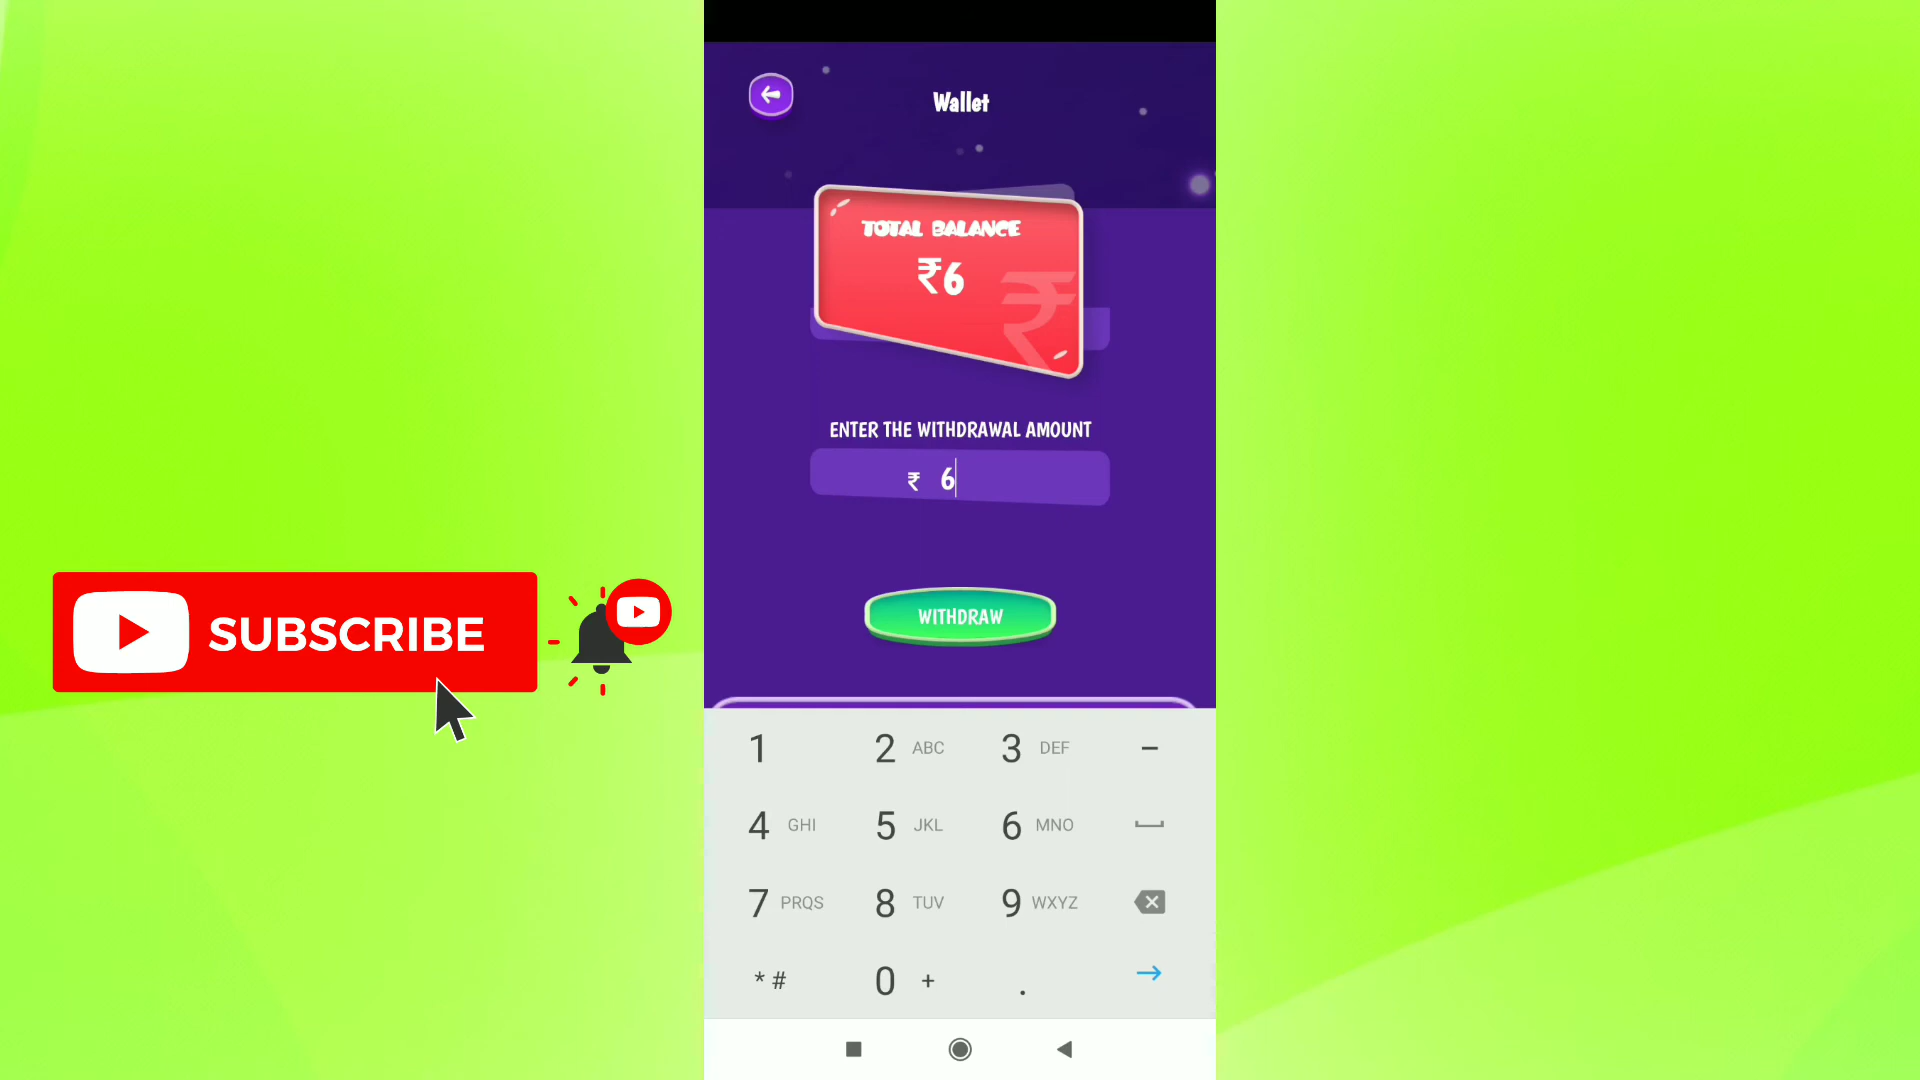 Wallet
TOTAL BALANCE
₹6
₹
ENTER THE WITHDRAWAL AMOUNT
₹ 6
WITHDRAW
SUBSCRIBE
1 2 ABC 3 DEF -
4 GHI 5 JKL 6 MNO
7 PRQS 8 TUV 9 WXYZ
* # 0 + .